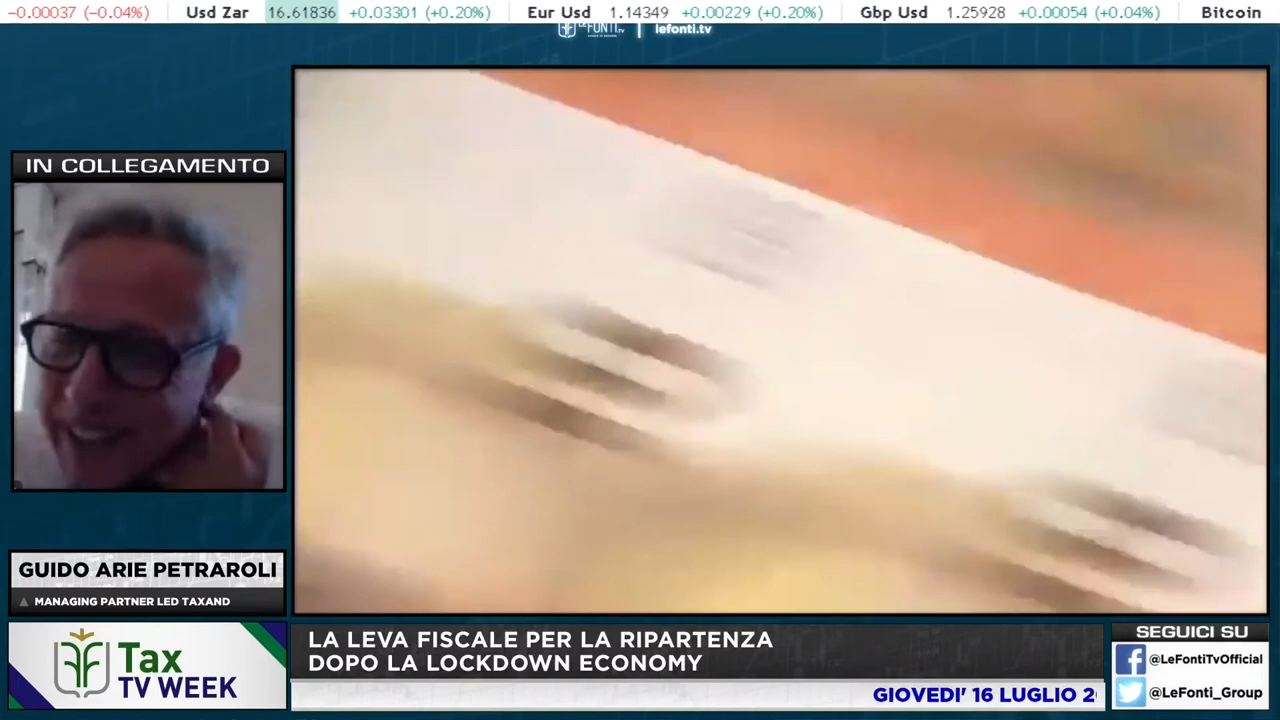 −0.00037 (−0.04%) Usd Zar 16.61836 +0.03301 (+0.20%) Eur Usd 1.14349 +0.00229 (+0.20%) Gbp Usd 1.25928 +0.00054 (+0.04%) Bitcoin
LE FONTI.TV lefonti.tv
IN COLLEGAMENTO
GUIDO ARIE PETRAROLI
MANAGING PARTNER LED TAXAND
Tax
TV WEEK
LA LEVA FISCALE PER LA RIPARTENZA
DOPO LA LOCKDOWN ECONOMY
GIOVEDI' 16 LUGLIO 2
SEGUICI SU
@LeFontiTvOfficial
@LeFonti_Group